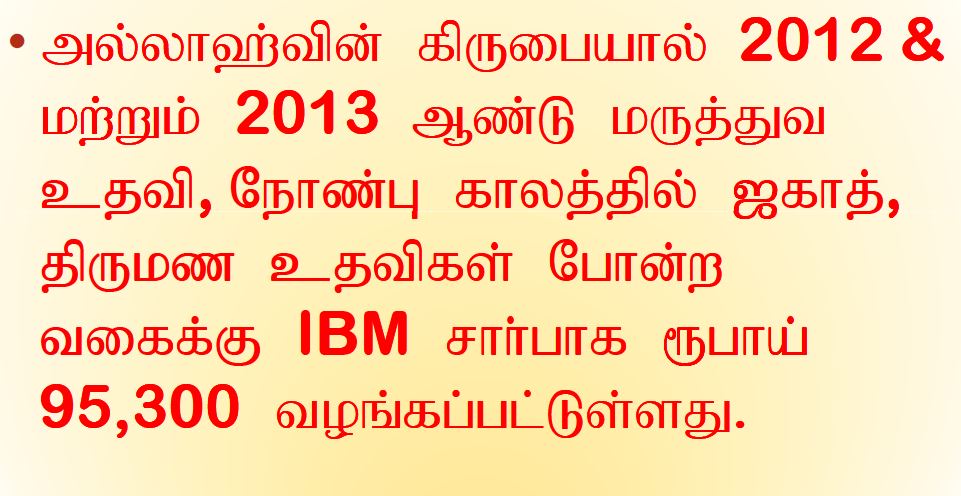 • அல்லாஹ்வின் கிருபையால் 2012 &
மற்றும் 2013 ஆண்டு மருத்துவ
உதவி, நோண்பு காலத்தில் ஜகாத்,
திருமண உதவிகள் போன்ற
வகைக்கு IBM சார்பாக ரூபாய்
95,300 வழங்கப்பட்டுள்ளது.